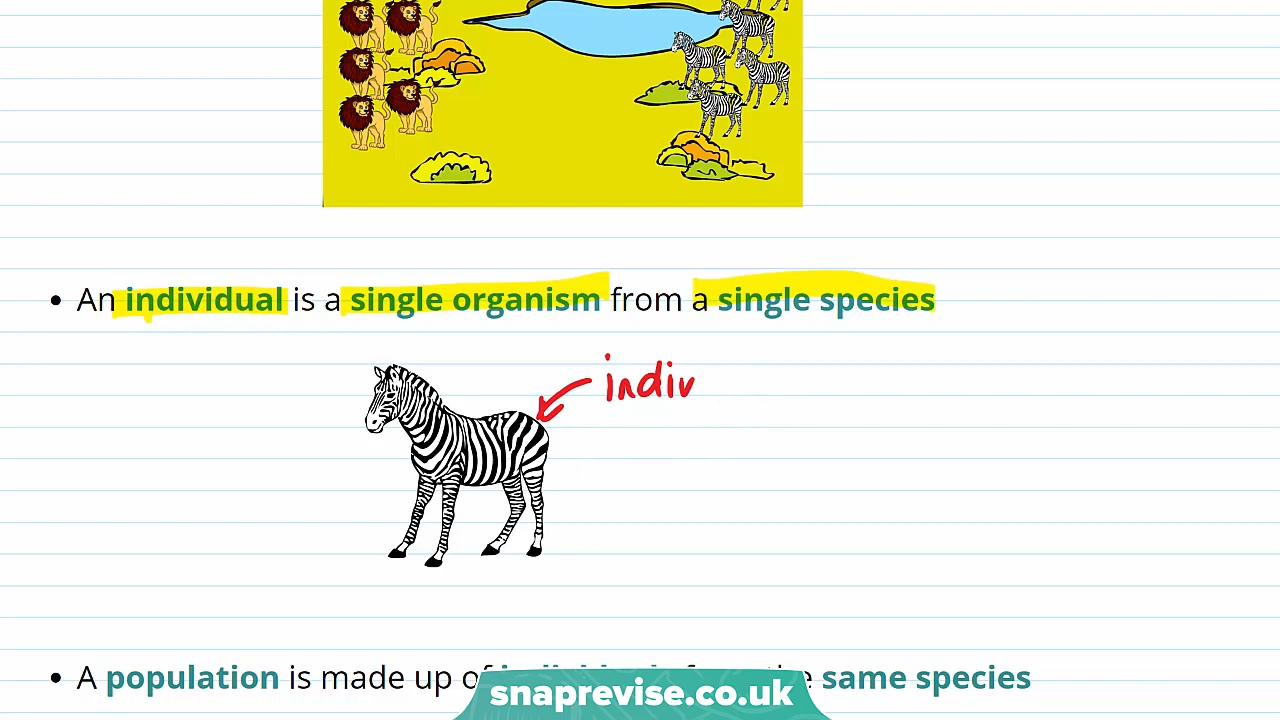 An individual is a single organism from a single species
indiv
A population is made up of same species
snaprevise.co.uk